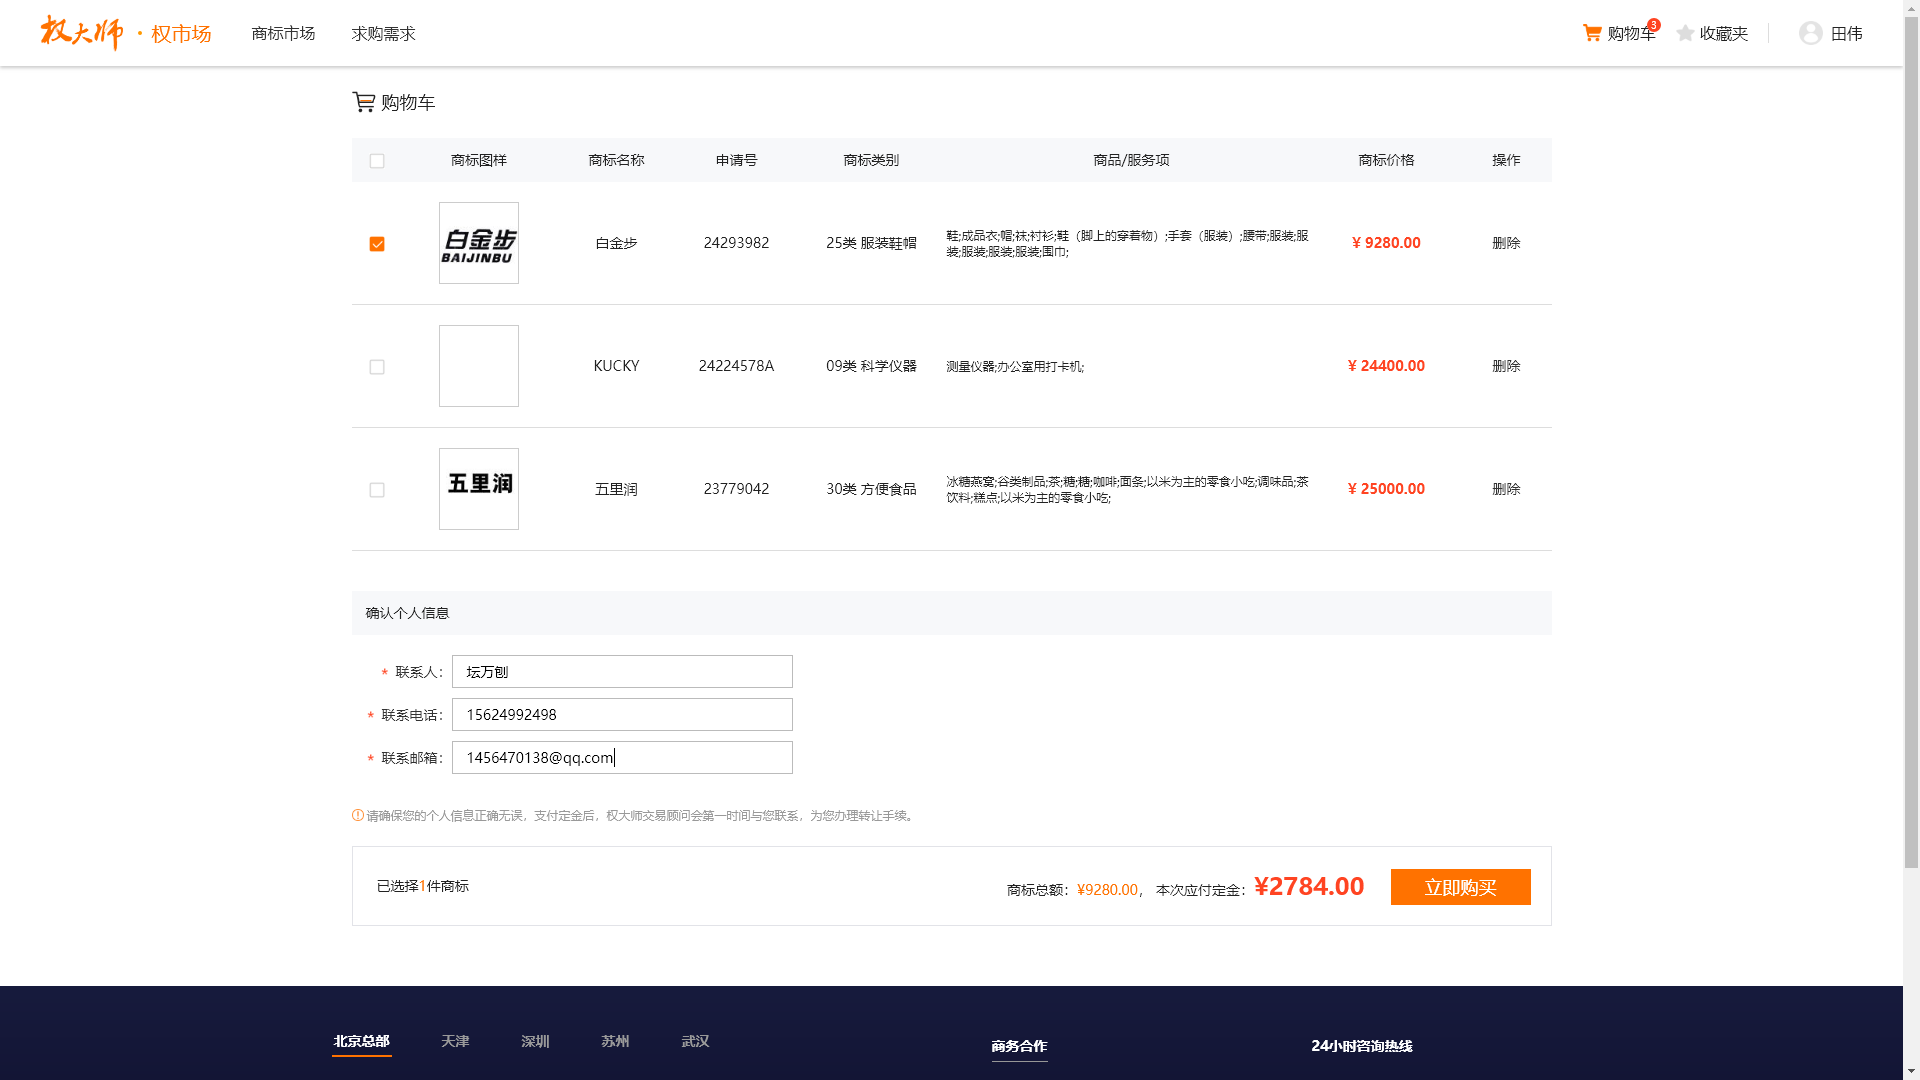 权大师 · 权市场 商标市场 求购需求 购物车 3 收藏夹 田伟
购物车
商标图样 商标名称 申请号 商标类别 商品/服务项 商标价格 操作
白金步
BAIJINBU
白金步 24293982 25类 服装鞋帽 鞋;成品衣;帽;袜;衬衫;鞋（脚上的穿着物）;手套（服装）;腰带;服装;服
装;服装;服装;服装;围巾; ¥ 9280.00 删除
KUCKY 24224578A 09类 科学仪器 测量仪器;办公室用打卡机; ¥ 24400.00 删除
五里润
五里润 23779042 30类 方便食品 冰糖燕窝;谷类制品;茶;糖;糖;咖啡;面条;以米为主的零食小吃;调味品;茶
饮料;糕点;以米为主的零食小吃; ¥ 25000.00 删除
确认个人信息
* 联系人： 坛万刨
* 联系电话： 15624992498
* 联系邮箱： 1456470138@qq.com
请确保您的个人信息正确无误，支付定金后，权大师交易顾问会第一时间与您联系，为您办理转让手续。
已选择1件商标 商标总额：¥9280.00， 本次应付定金：¥2784.00 立即购买
北京总部 天津 深圳 苏州 武汉 商务合作 24小时咨询热线